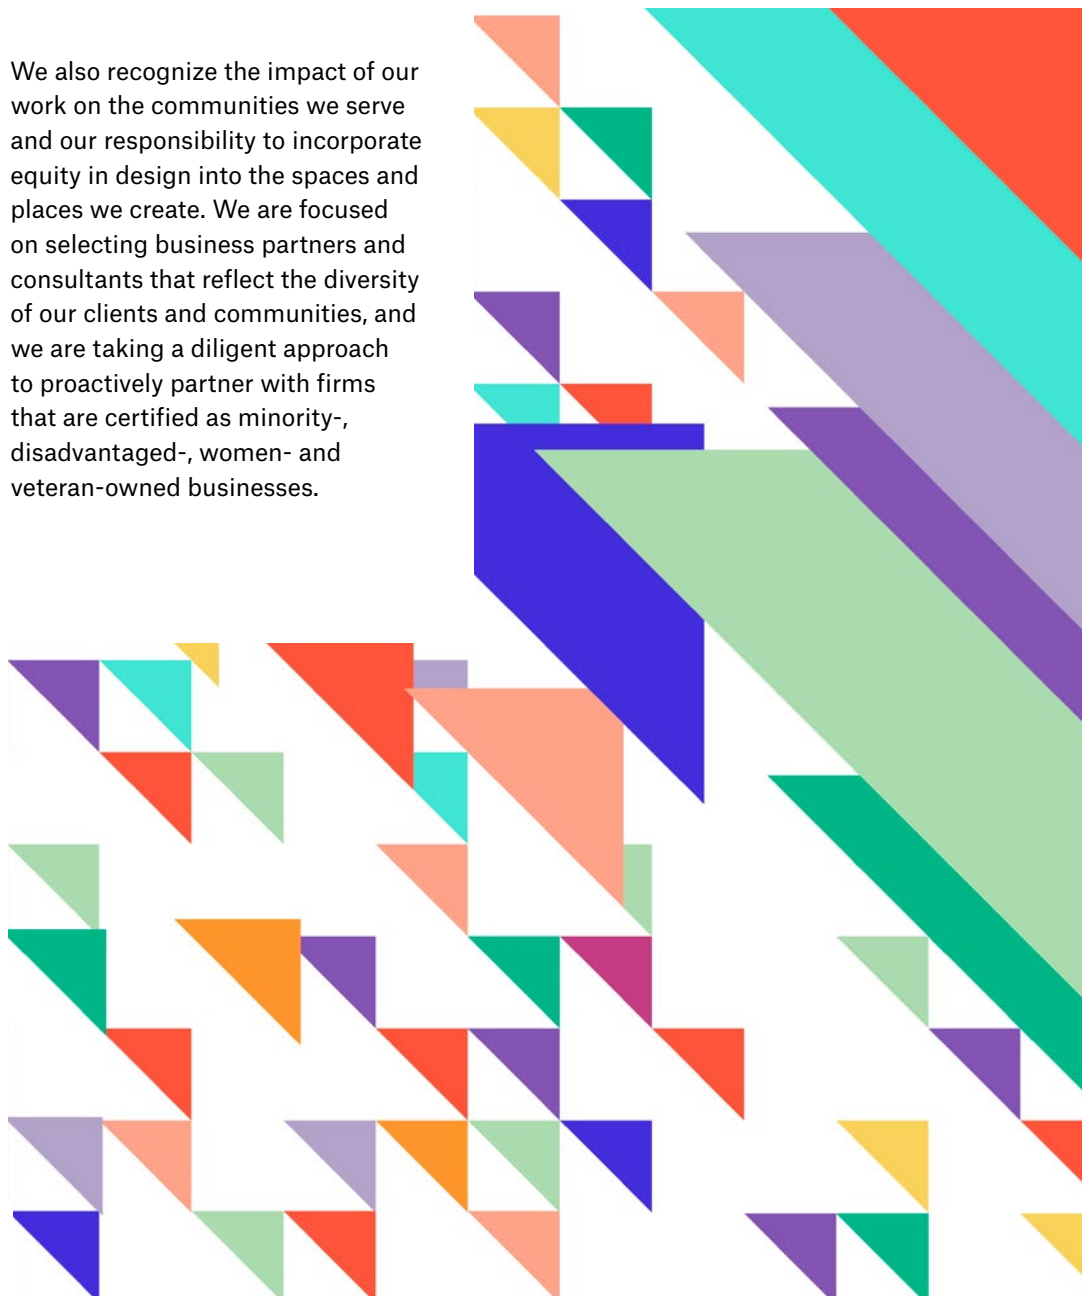 We also recognize the impact of our
work on the communities we serve
and our responsibility to incorporate
equity in design into the spaces and
places we create. We are focused
on selecting business partners and
consultants that reflect the diversity
of our clients and communities, and
we are taking a diligent approach
to proactively partner with firms
that are certified as minority-,
disadvantaged-, women- and
veteran-owned businesses.